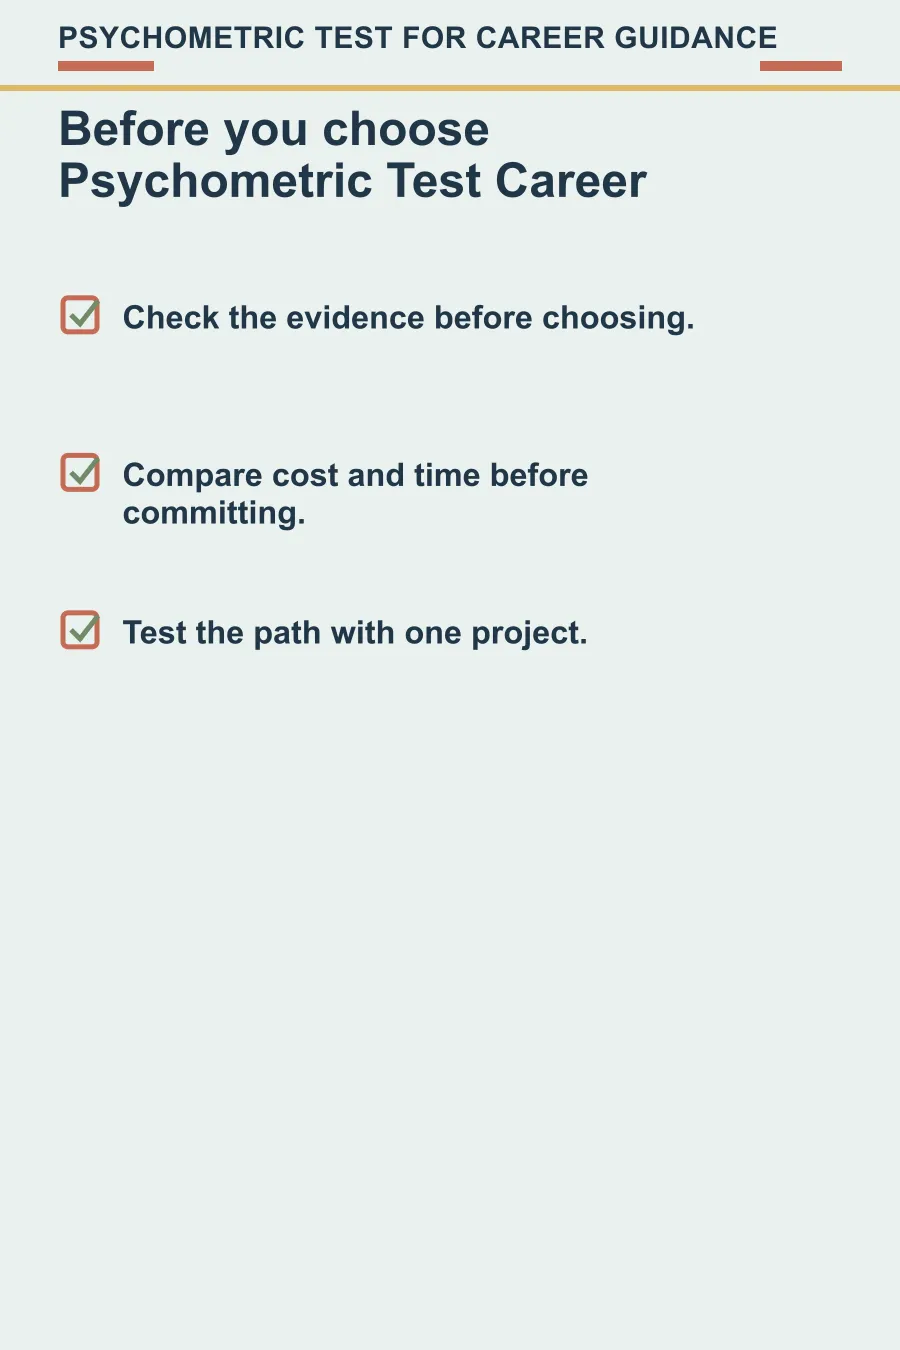 PSYCHOMETRIC TEST FOR CAREER GUIDANCE
Before you choose
Psychometric Test Career
Check the evidence before choosing.
Compare cost and time before
committing.
Test the path with one project.